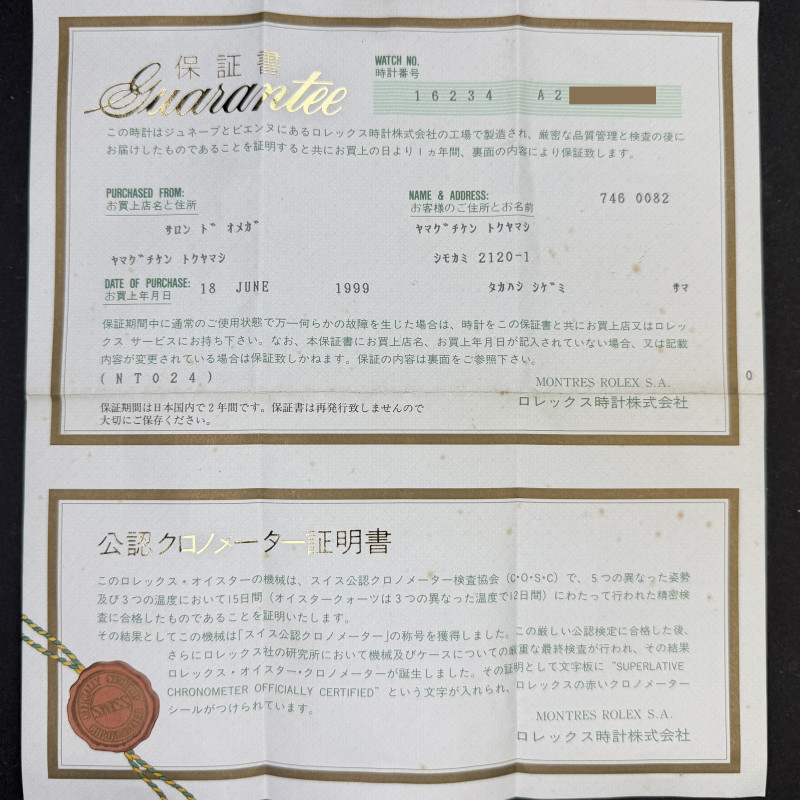 保証書
Guarantee
WATCH NO.
時計番号
16234 A2
この時計はジュネーブとビエンヌにあるロレックス時計株式会社の工場で製造され、厳密な品質管理と検査の後に
お届けしたものであることを証明すると共にお買上の日より1ヵ年間、裏面の内容により保証致します。
PURCHASED FROM:
お買上店名と住所
NAME & ADDRESS:
お客様のご住所とお名前
746 0082
サロン ド オメガ
ヤマグチケン トクヤマシ
ヤマグチケン トクヤマシ
シモカミ 2120-1
DATE OF PURCHASE:
お買上年月日
18 JUNE 1999
タカハシ シゲミ サマ
保証期間中に通常のご使用状態で万一何らかの故障を生じた場合は、時計をこの保証書と共にお買上店又はロレッ
クス サービスにお持ち下さい。なお、本保証書にお買上店名、お買上年月日が記入されていない場合、又は記載
内容が変更されている場合は保証致しかねます。保証の内容は裏面をご参照下さい。
(NT024)
MONTRES ROLEX S.A.
ロレックス時計株式会社
0
保証期間は日本国内で2年間です。保証書は再発行致しませんので
大切にご保存ください。
公認クロノメーター証明書
このロレックス・オイスターの機械は、スイス公認クロノメーター検査協会(C・O・S・C)で、5つの異なった姿勢
及び3つの温度において15日間(オイスタークォーツは3つの異なった温度で12日間)にわたって行われた精密検
査に合格したものであることを証明いたします。
その結果としてこの機械は「スイス公認クロノメーター」の称号を獲得しました。この厳しい公認検定に合格した後、
さらにロレックス社の研究所において機械及びケースについての厳重な最終検査が行われ、その結果
ロレックス・オイスター・クロノメーターが誕生しました。その証明として文字板に "SUPERLATIVE
CHRONOMETER OFFICIALLY CERTIFIED" という文字が入れられ、ロレックスの赤いクロノメーター
シールがつけられています。
MONTRES ROLEX S.A.
ロレックス時計株式会社
SWISS